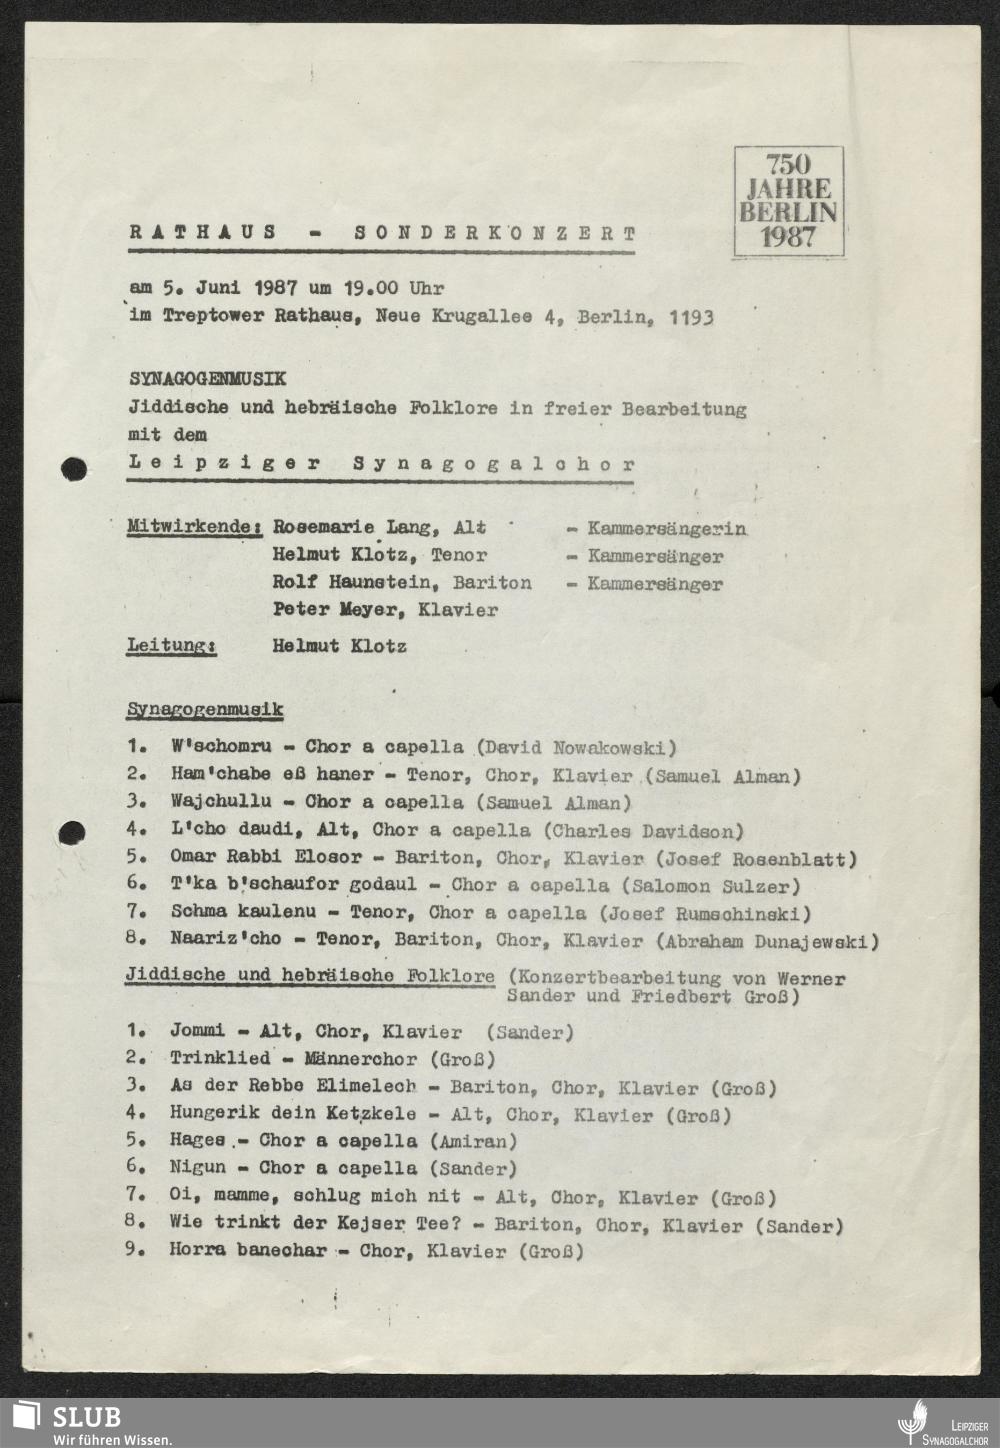 750
JAHRE
BERLIN
1987
RATHAUS - SONDERKONZERT
am 5. Juni 1987 um 19.00 Uhr
im Treptower Rathaus, Neue Krugallee 4, Berlin, 1193
SYNAGOGENMUSIK
Jiddische und hebräische Folklore in freier Bearbeitung
mit dem
Leipziger Synagogalchor
Mitwirkende: Rosemarie Lang, Alt - Kammersängerin
Helmut Klotz, Tenor - Kammersänger
Rolf Haunstein, Bariton - Kammersänger
Peter Meyer, Klavier
Leitung: Helmut Klotz
Synagogenmusik
1. W'schomru - Chor a capella (David Nowakowski)
2. Ham'chabe eß haner - Tenor, Chor, Klavier (Samuel Alman)
3. Wajchullu - Chor a capella (Samuel Alman)
4. L'cho daudi, Alt, Chor a capella (Charles Davidson)
5. Omar Rabbi Elosor - Bariton, Chor, Klavier (Josef Rosenblatt)
6. T'ka b'schaufor godaul - Chor a capella (Salomon Sulzer)
7. Schma kaulenu - Tenor, Chor a capella (Josef Rumschinski)
8. Naariz'cho - Tenor, Bariton, Chor, Klavier (Abraham Dunajewski)
Jiddische und hebräische Folklore (Konzertbearbeitung von Werner
Sander und Friedbert Groß)
1. Jommi - Alt, Chor, Klavier (Sander)
2. Trinklied - Männerchor (Groß)
3. As der Rebbe Elimelech - Bariton, Chor, Klavier (Groß)
4. Hungerik dein Ketzkele - Alt, Chor, Klavier (Groß)
5. Hages - Chor a capella (Amiran)
6. Nigun - Chor a capella (Sander)
7. Oi, mamme, schlug mich nit - Alt, Chor, Klavier (Groß)
8. Wie trinkt der Kejser Tee? - Bariton, Chor, Klavier (Sander)
9. Horra banechar - Chor, Klavier (Groß)
SLUB
Wir führen Wissen.
LEIPZIGER
SYNAGOGALCHOR